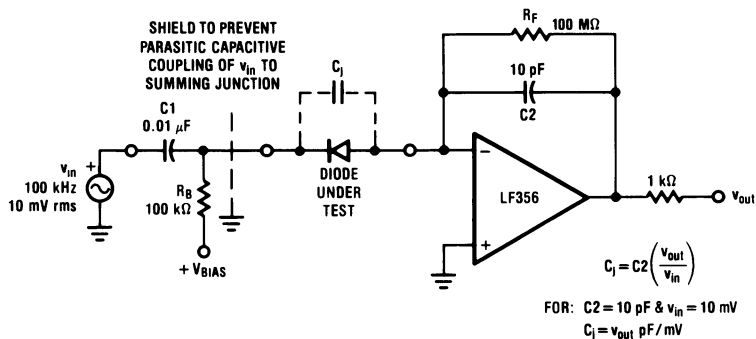 SHIELD TO PREVENT
PARASITIC CAPACITIVE
COUPLING OF vin TO
SUMMING JUNCTION
RF
100 MΩ
Cj
10 pF
C2
C1
0.01 μF
vin
+
100 kHz
10 mV rms
RB
100 kΩ
+ VBIAS
DIODE
UNDER
TEST
−
LF356
+
1 kΩ
vout
Cj = C2 (vout/vin)
FOR: C2 = 10 pF & vin = 10 mV
Cj = vout pF/mV